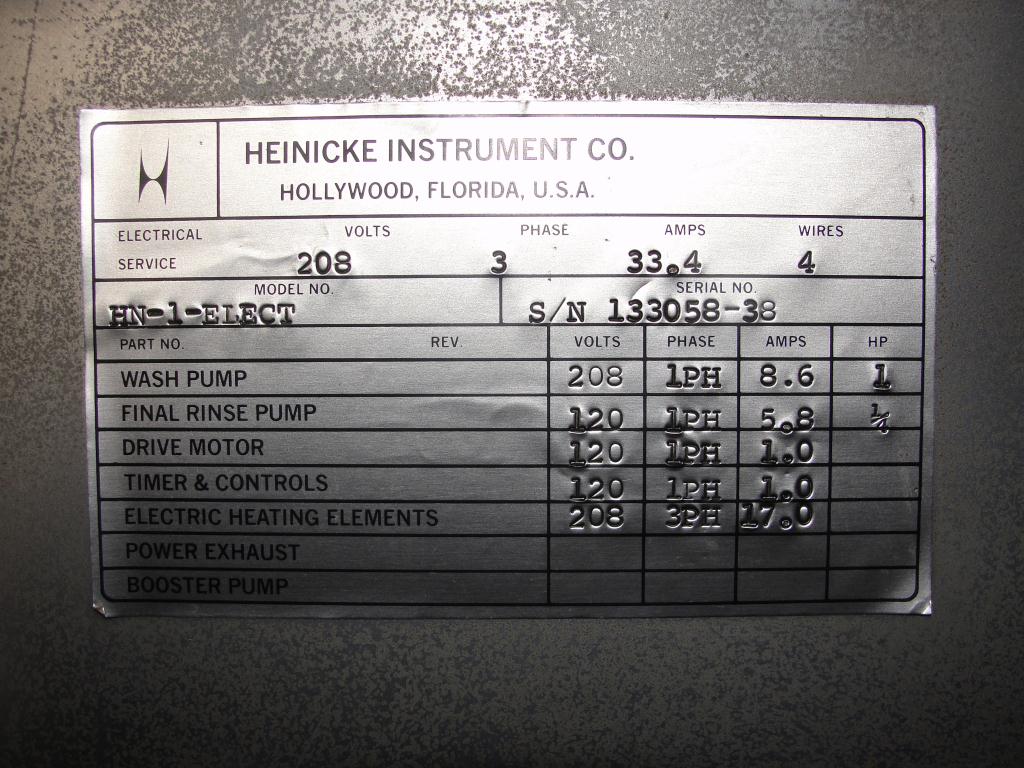 HEINICKE INSTRUMENT CO.
HOLLYWOOD, FLORIDA, U.S.A.
ELECTRICAL VOLTS PHASE AMPS WIRES
SERVICE 208 3 33.4 4
MODEL NO. SERIAL NO.
HN-1-ELECT S/N 133058-38
PART NO. REV. VOLTS PHASE AMPS HP
WASH PUMP 208 1PH 8.6 1
FINAL RINSE PUMP 120 1PH 5.8 1/4
DRIVE MOTOR 120 1PH 1.0
TIMER & CONTROLS 120 1PH 1.0
ELECTRIC HEATING ELEMENTS 208 3PH 17.0
POWER EXHAUST
BOOSTER PUMP